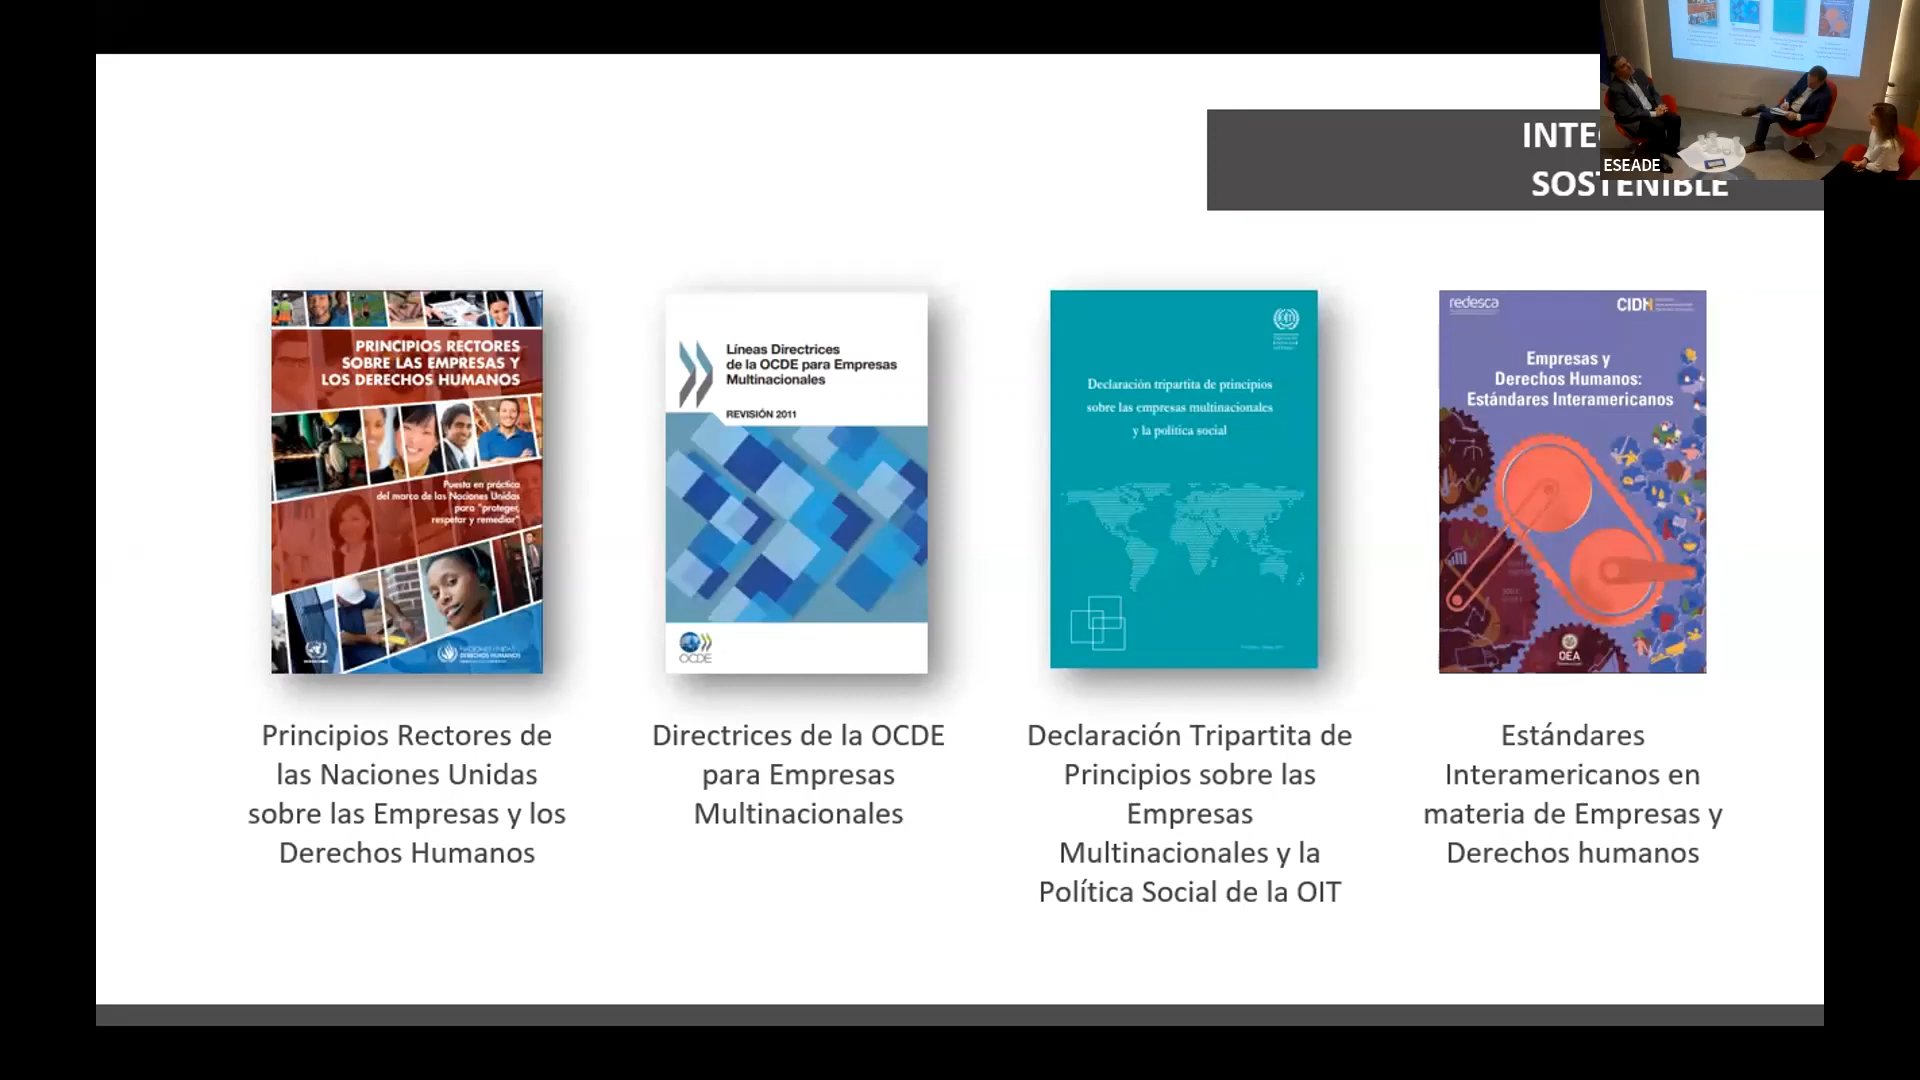 INTE
SOSTENIBLE
ESEADE
PRINCIPIOS RECTORES
SOBRE LAS EMPRESAS Y
LOS DERECHOS HUMANOS
Puesta en práctica
del marco de las Naciones Unidas
para "proteger,
respetar y remediar"
NACIONES UNIDAS
DERECHOS HUMANOS
Líneas Directrices
de la OCDE para Empresas
Multinacionales
REVISIÓN 2011
OCDE
Declaración tripartita de principios
sobre las empresas multinacionales
y la política social
redesca
CIDH
Empresas y
Derechos Humanos:
Estándares Interamericanos
OEA
Principios Rectores de
las Naciones Unidas
sobre las Empresas y los
Derechos Humanos
Directrices de la OCDE
para Empresas
Multinacionales
Declaración Tripartita de
Principios sobre las
Empresas
Multinacionales y la
Política Social de la OIT
Estándares
Interamericanos en
materia de Empresas y
Derechos humanos